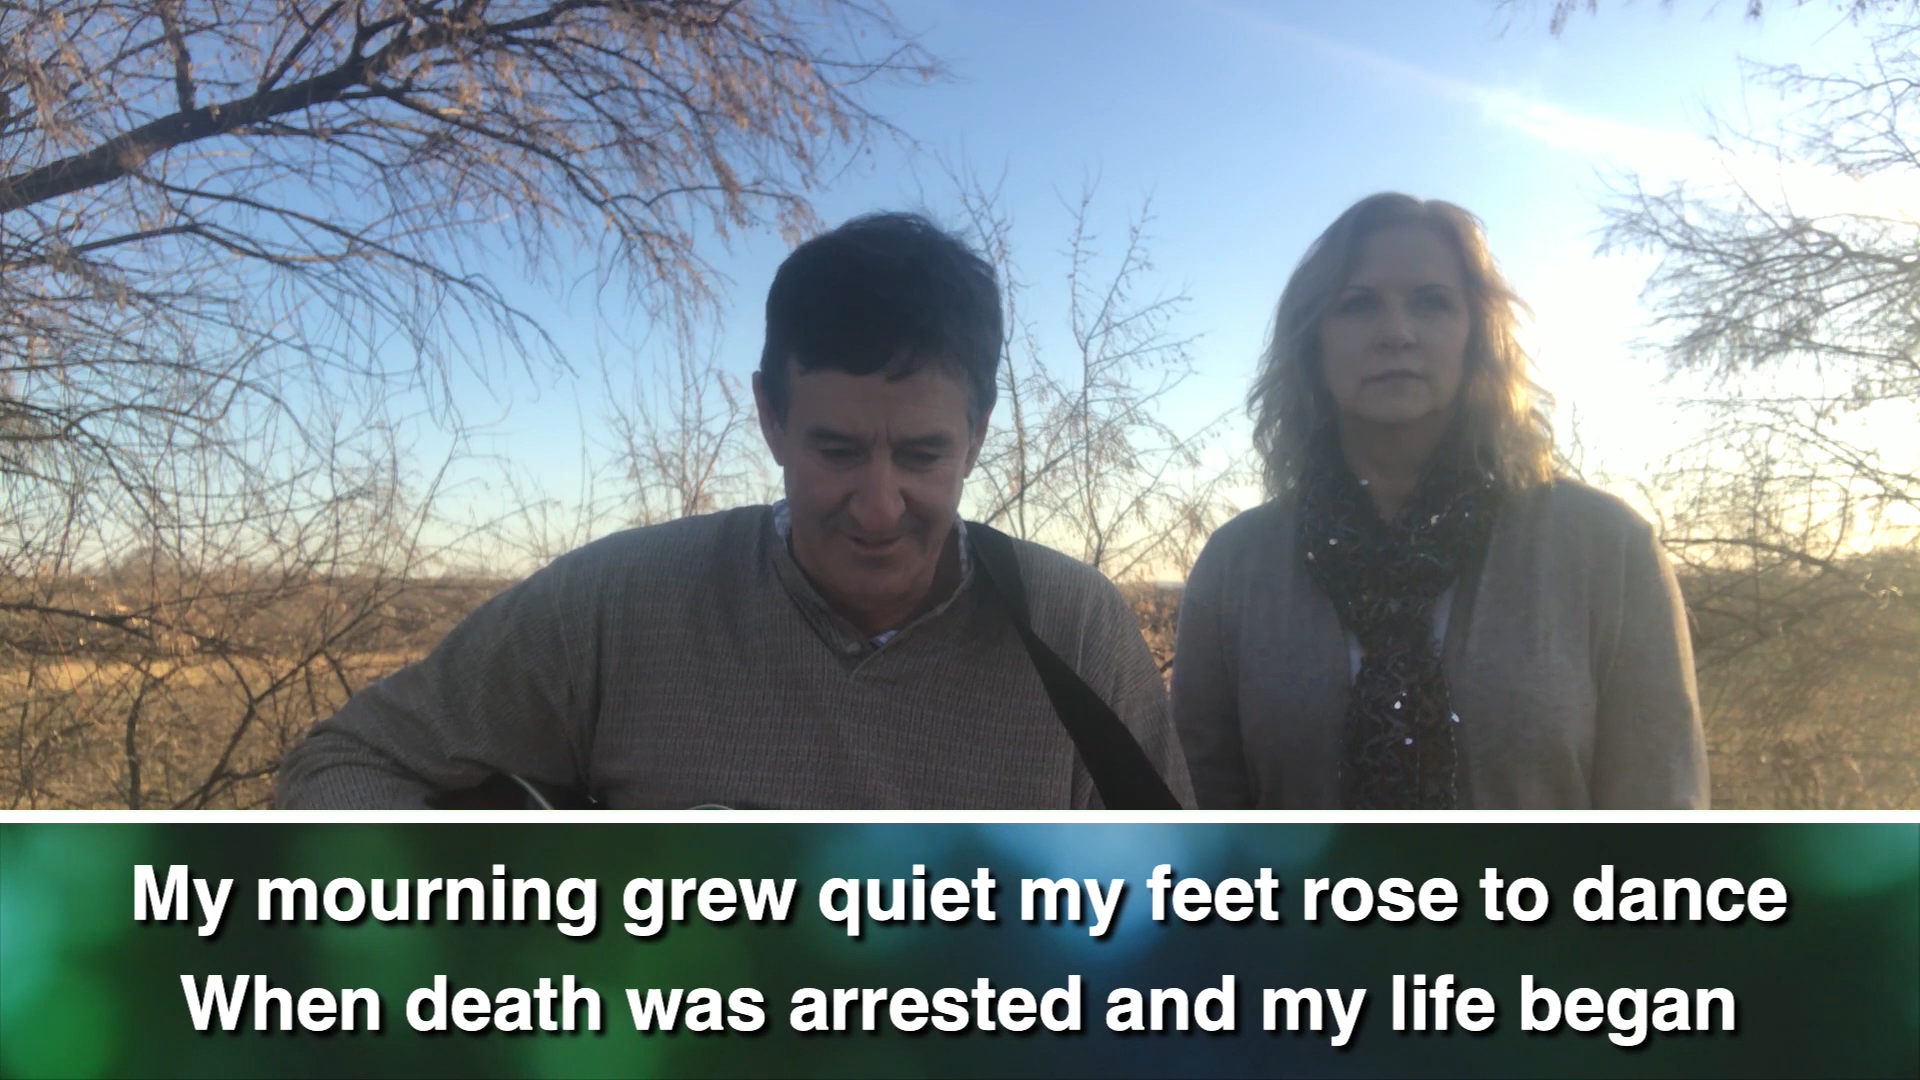 My mourning grew quiet my feet rose to dance
When death was arrested and my life began